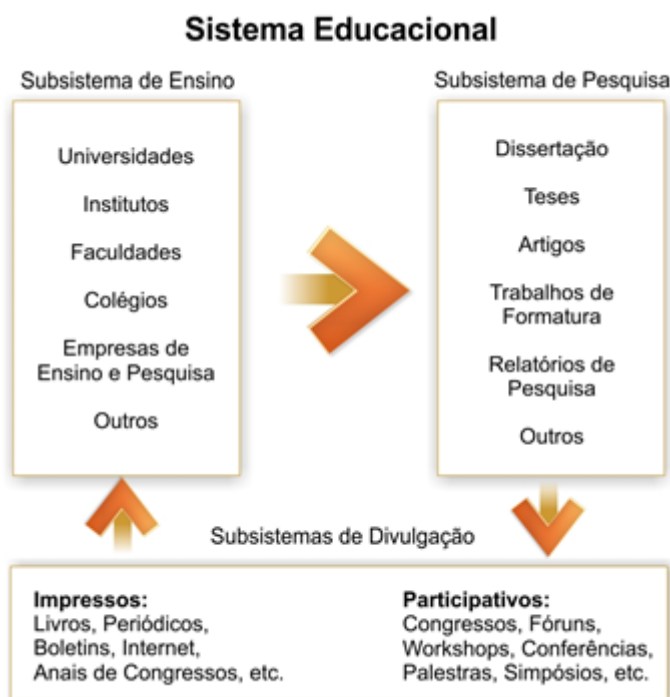 Sistema Educacional
Subsistema de Ensino
Universidades
Institutos
Faculdades
Colégios
Empresas de
Ensino e Pesquisa
Outros
Subsistema de Pesquisa
Dissertação
Teses
Artigos
Trabalhos de
Formatura
Relatórios de
Pesquisa
Outros
Subsistemas de Divulgação
Impressos:
Livros, Periódicos,
Boletins, Internet,
Anais de Congressos, etc.
Participativos:
Congressos, Fóruns,
Workshops, Conferências,
Palestras, Simpósios, etc.